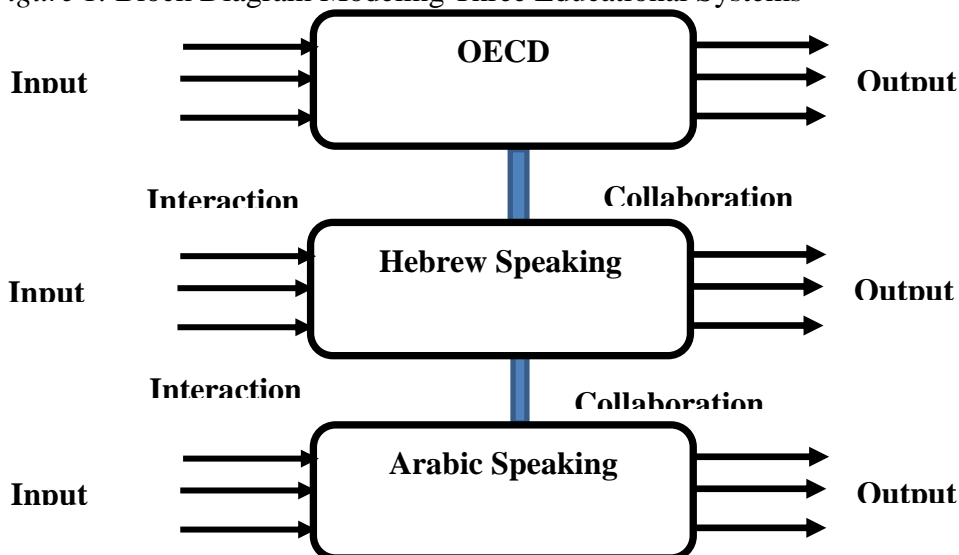 igure 1. Block Diagram Modeling Three Educational Systems
OECD
Input
Output
Interaction
Collaboration
Hebrew Speaking
Input
Output
Interaction
Collaboration
Arabic Speaking
Input
Output